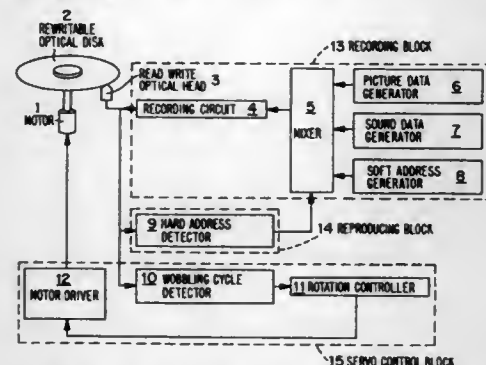 2
REWRITABLE
OPTICAL DISK
READ WRITE
OPTICAL HEAD 3
1
MOTOR
RECORDING CIRCUIT 4
5
MIXER
13 RECORDING BLOCK
PICTURE DATA
GENERATOR 6
SOUND DATA
GENERATOR 7
SOFT ADDRESS
GENERATOR 8
9 HARD ADDRESS
DETECTOR
14 REPRODUCING BLOCK
12
MOTOR
DRIVER
10 WOBBLING CYCLE
DETECTOR
11 ROTATION CONTROLLER
15 SERVO CONTROL BLOCK